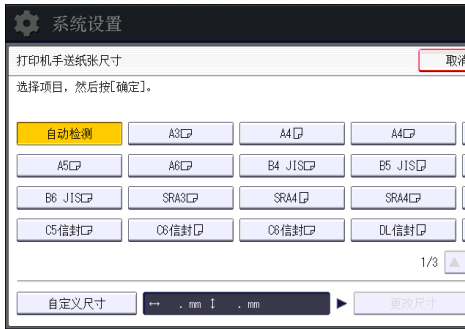 系统设置
打印机手送纸张尺寸
取消
选择项目，然后按[确定]。
自动检测 A3 A4 A4
A5 A6 B4 JIS B5 JIS
B6 JIS SRA3 SRA4 SRA4
C5信封 C6信封 C6信封 DL信封
1/3
自定义尺寸 ↔ . mm ↕ . mm ▶ 更改尺寸